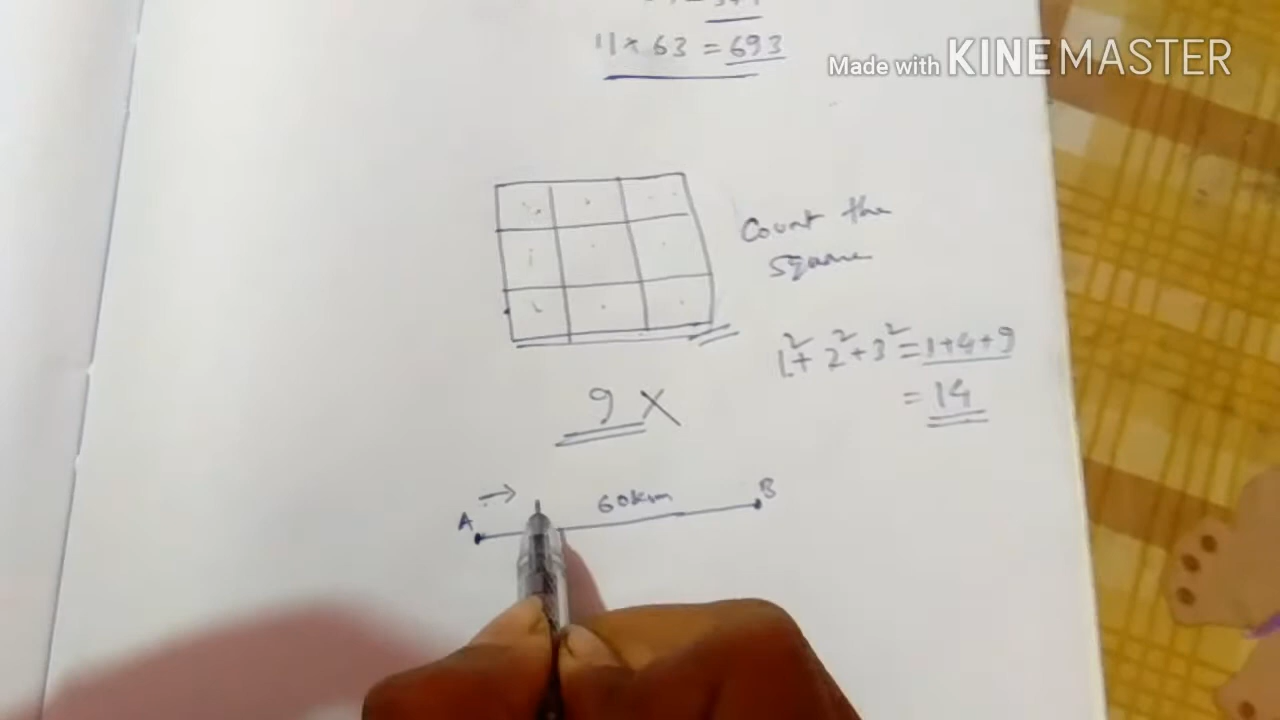 11 × 63 = 693
Made with KINEMASTER
Count the
square
1² + 2² + 3² = 1+4+9
= 14
9 X
60km
A
B